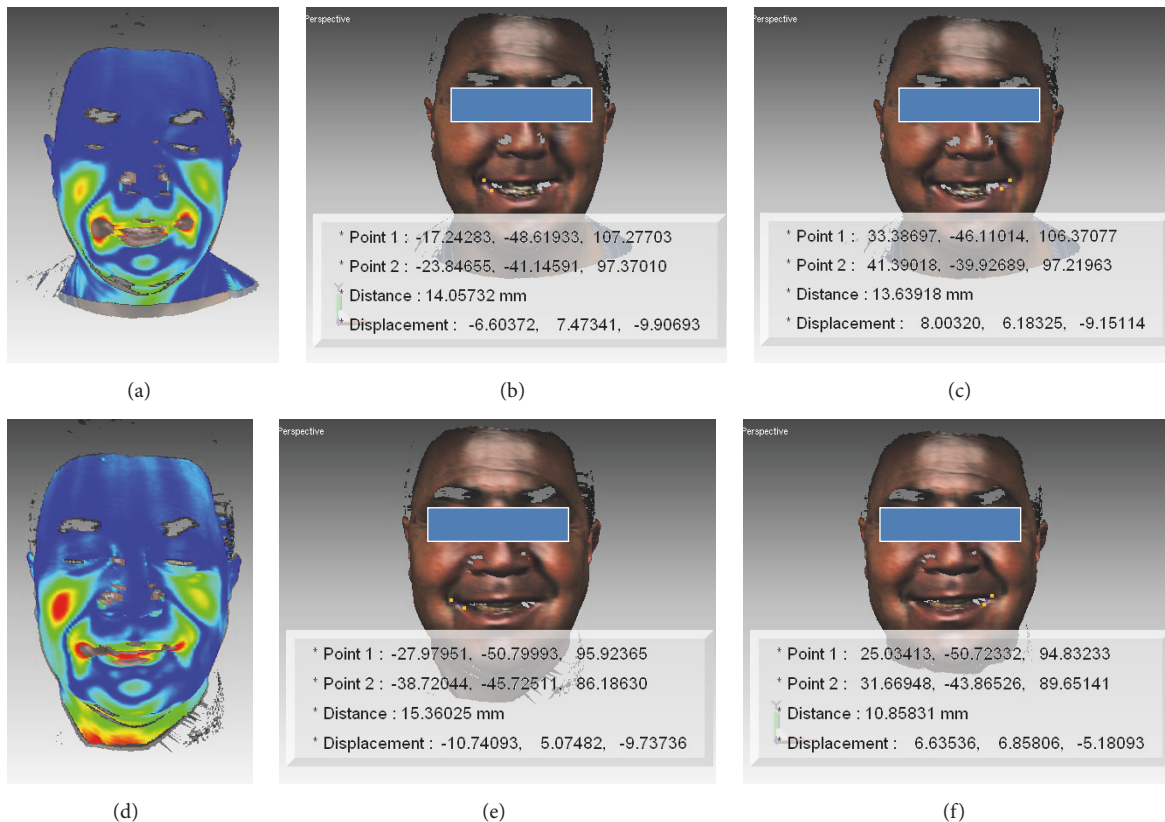 Perspective
* Point 1 : -17.24283, -48.61933, 107.27703
* Point 2 : -23.84655, -41.14591, 97.37010
* Distance : 14.05732 mm
* Displacement : -6.60372, 7.47341, -9.90693
Perspective
* Point 1 : 33.38697, -46.11014, 106.37077
* Point 2 : 41.39018, -39.92689, 97.21963
* Distance : 13.63918 mm
* Displacement : 8.00320, 6.18325, -9.15114
(a)
(b)
(c)
Perspective
* Point 1 : -27.97951, -50.79993, 95.92365
* Point 2 : -38.72044, -45.72511, 86.18630
* Distance : 15.36025 mm
* Displacement : -10.74093, 5.07482, -9.73736
Perspective
* Point 1 : 25.03413, -50.72332, 94.83233
* Point 2 : 31.66948, -43.86526, 89.65141
* Distance : 10.85831 mm
* Displacement : 6.63536, 6.85806, -5.18093
(d)
(e)
(f)